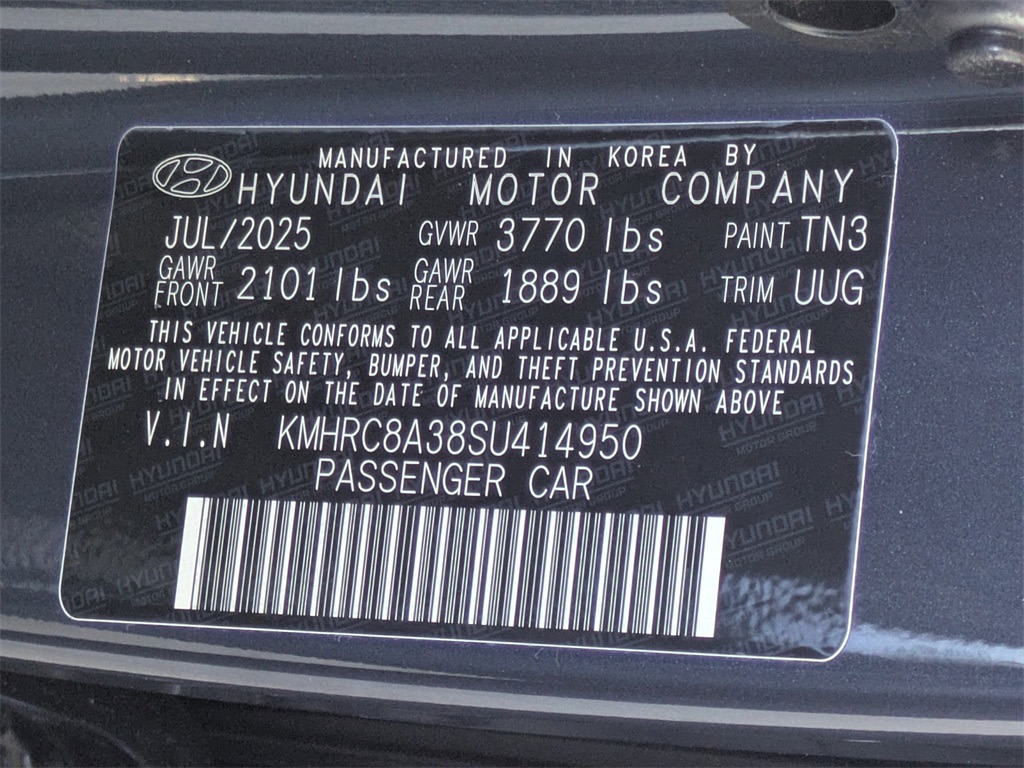 MANUFACTURED IN KOREA BY
HYUNDAI MOTOR COMPANY
JUL/2025 GVWR 3770 lbs PAINT TN3
GAWR FRONT 2101 lbs GAWR REAR 1889 lbs TRIM UUG
THIS VEHICLE CONFORMS TO ALL APPLICABLE U.S.A. FEDERAL
MOTOR VEHICLE SAFETY, BUMPER, AND THEFT PREVENTION STANDARDS
IN EFFECT ON THE DATE OF MANUFACTURE SHOWN ABOVE
V.I.N KMHRC8A38SU414950
PASSENGER CAR